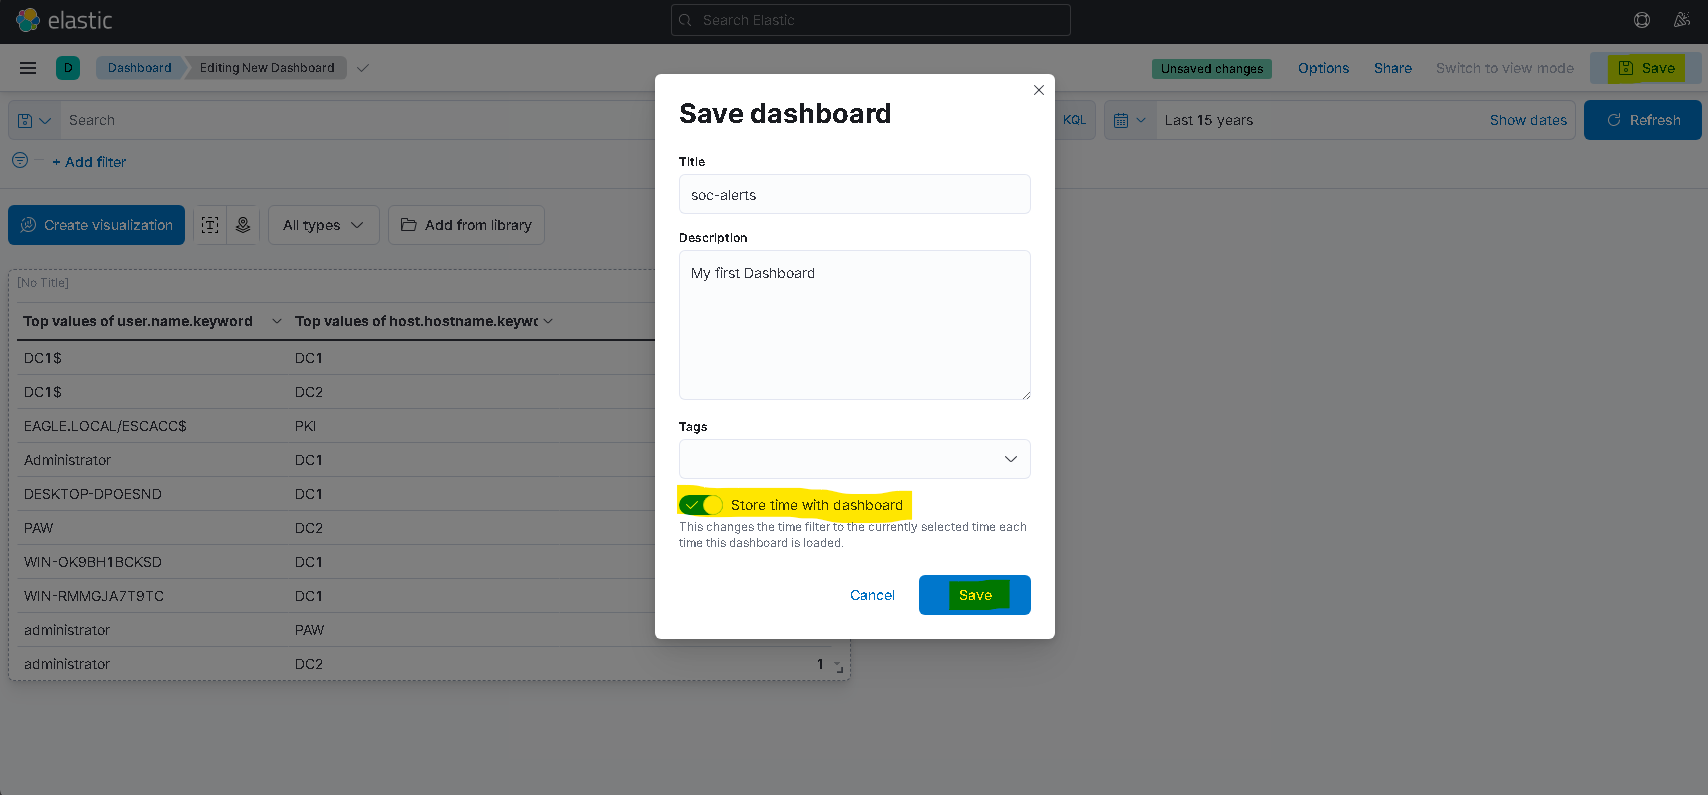 elastic
Search Elastic
D
Dashboard
Editing New Dashboard
Unsaved changes
Options
Share
Switch to view mode
Save
Search
KQL
Last 15 years
Show dates
Refresh
+ Add filter
Create visualization
All types
Add from library
[No Title]
Top values of user.name.keyword
Top values of host.hostname.keywo
DC1$ DC1
DC1$ DC2
EAGLE.LOCAL/ESCACC$ PKI
Administrator DC1
DESKTOP-DPOESND DC1
PAW DC2
WIN-OK9BH1BCKSD DC1
WIN-RMMGJA7T9TC DC1
administrator PAW
administrator DC2 1
Save dashboard
Title
soc-alerts
Description
My first Dashboard
Tags
Store time with dashboard
This changes the time filter to the currently selected time each
time this dashboard is loaded.
Cancel
Save